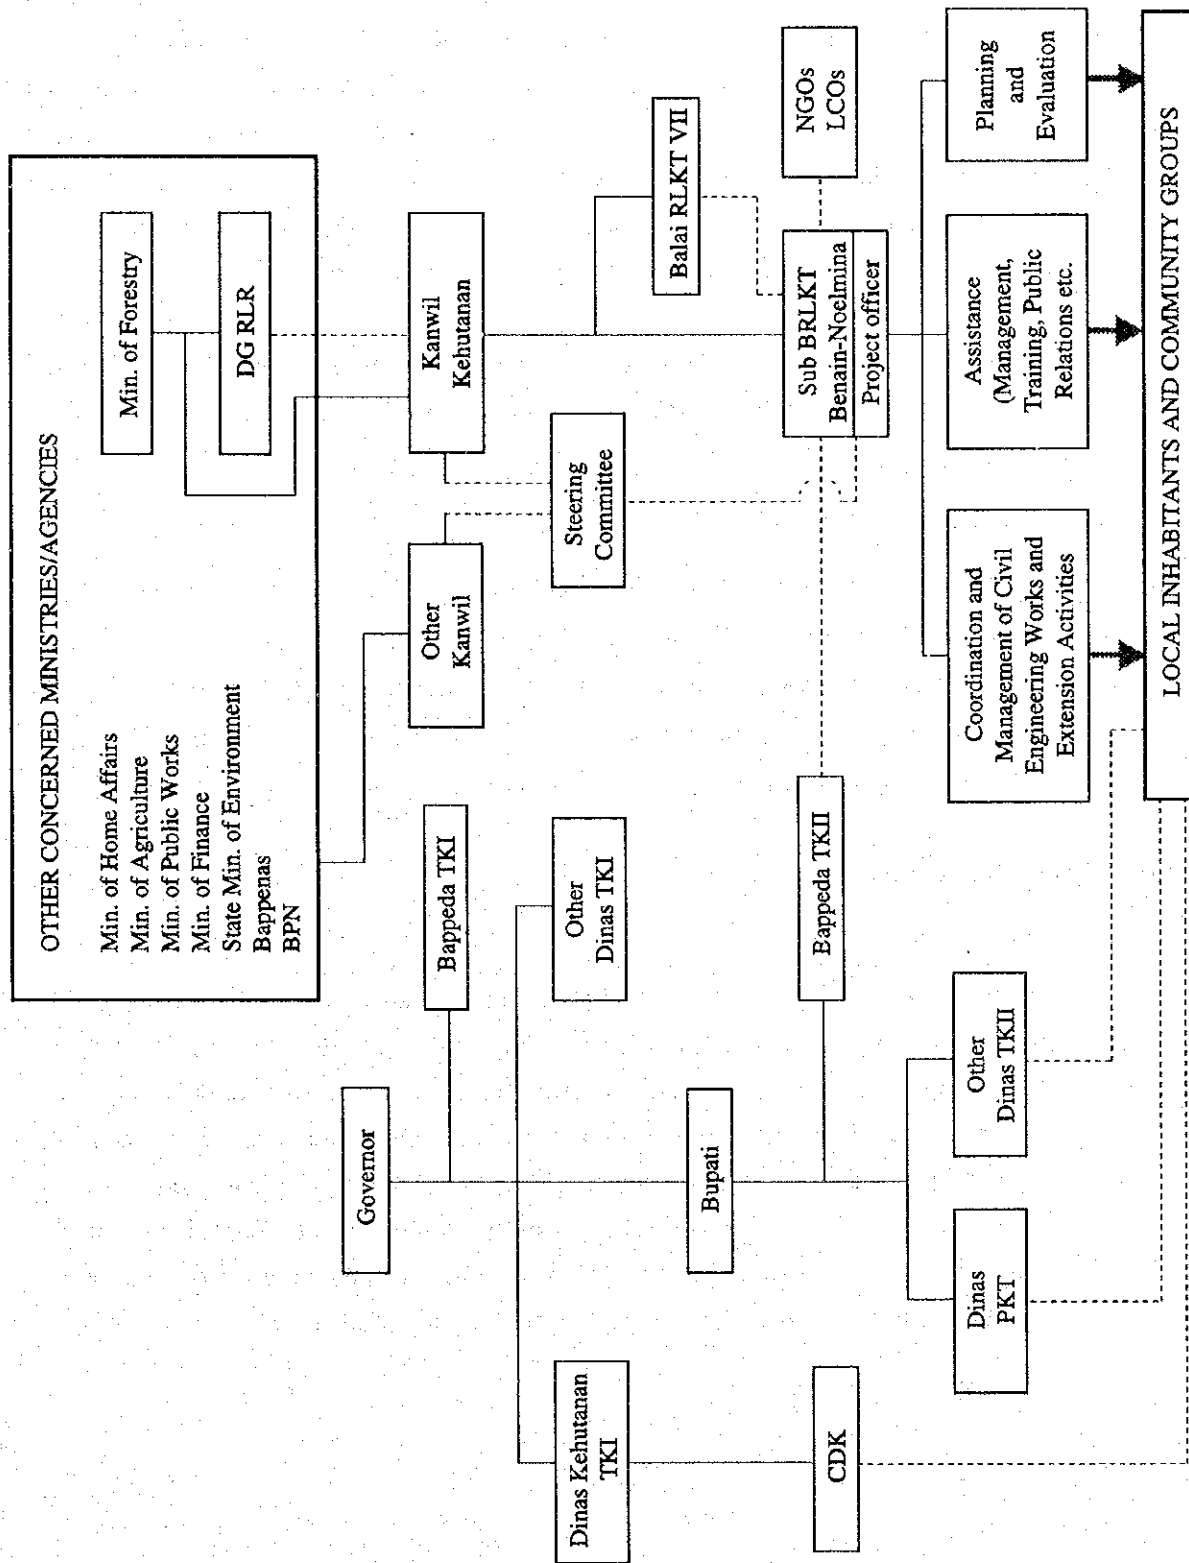 OTHER CONCERNED MINISTRIES/AGENCIES
Min. of Home Affairs
Min. of Agriculture
Min. of Public Works
Min. of Finance
State Min. of Environment
Bappenas
BPN
Min. of Forestry
DG RLR
Governor
Bappeda TKI
Other
Kanwil
Kanwil
Kehutanan
Dinas Kehutanan
TKI
Other
Dinas TKI
Steering
Committee
Balai RLKT VII
Bupati
CDK
Bappeda TKII
Sub BRLKT
Benain-Noelmina
Project officer
NGOs
LCOs
Dinas
PKT
Other
Dinas TKII
Coordination and
Management of Civil
Engineering Works and
Extension Activities
Assistance
(Management,
Training, Public
Relations etc.
Planning
and
Evaluation
LOCAL INHABITANTS AND COMMUNITY GROUPS